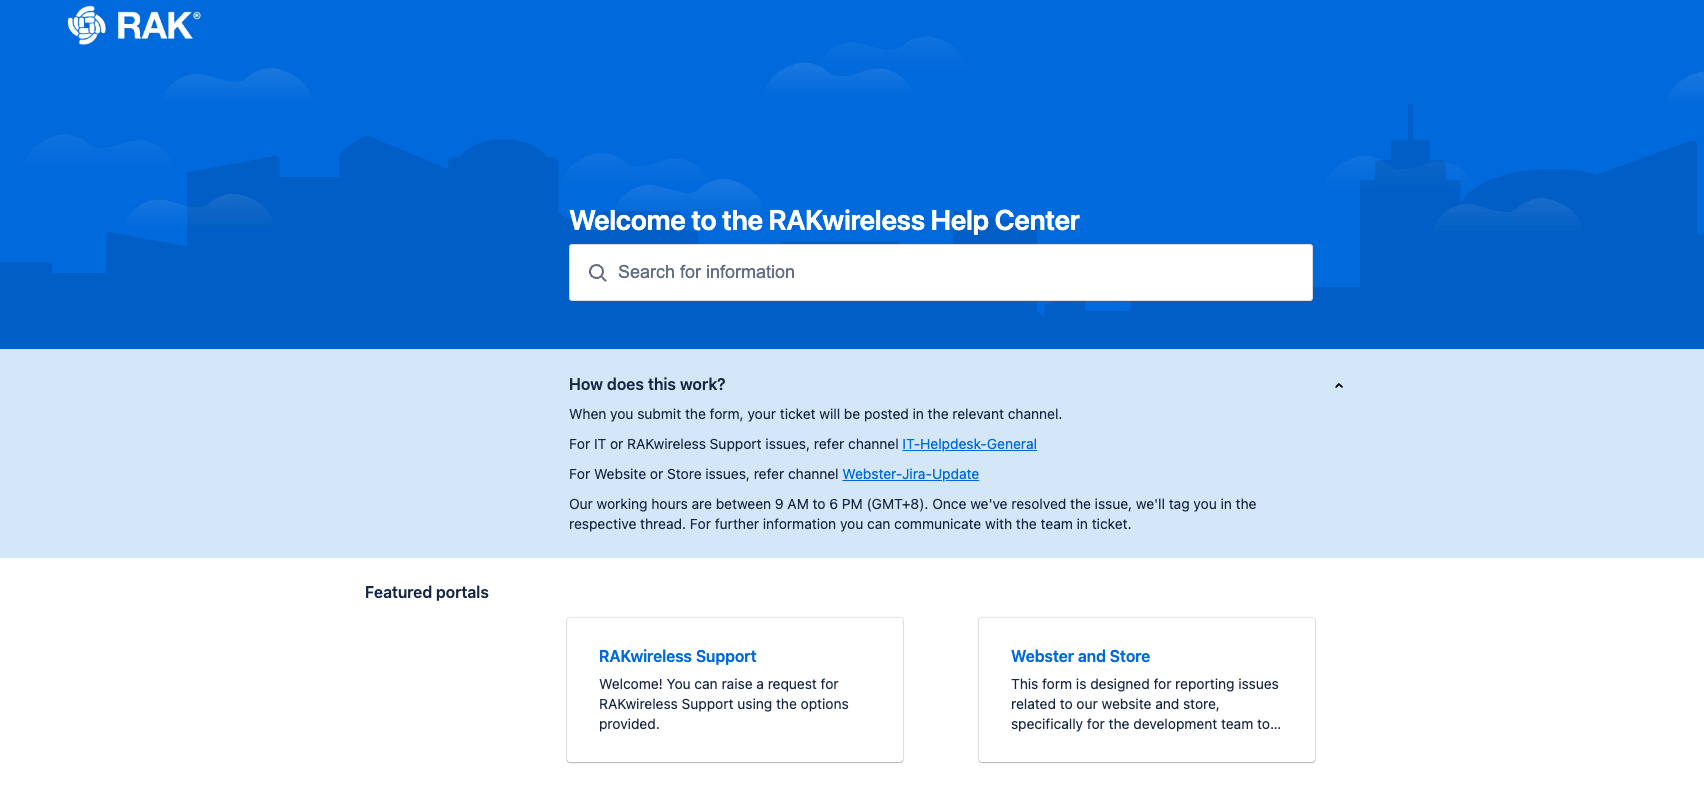 RAK®
Welcome to the RAKwireless Help Center
Search for information
How does this work?
When you submit the form, your ticket will be posted in the relevant channel.
For IT or RAKwireless Support issues, refer channel IT-Helpdesk-General
For Website or Store issues, refer channel Webster-Jira-Update
Our working hours are between 9 AM to 6 PM (GMT+8). Once we've resolved the issue, we'll tag you in the
respective thread. For further information you can communicate with the team in ticket.
Featured portals
RAKwireless Support
Welcome! You can raise a request for
RAKwireless Support using the options
provided.
Webster and Store
This form is designed for reporting issues
related to our website and store,
specifically for the development team to...